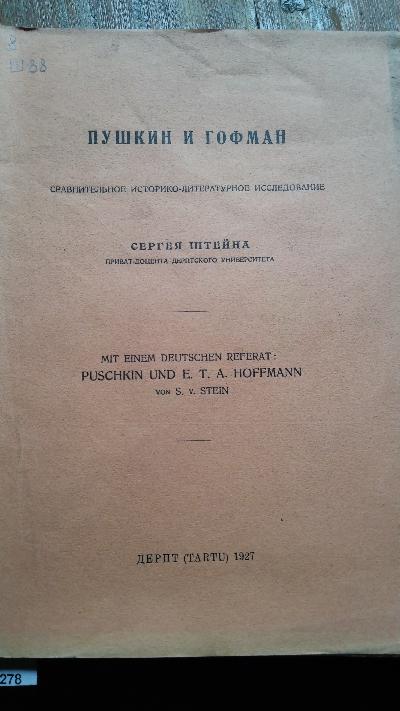 Ш 38
ПУШКИН И ГОФМАН
СРАВНИТЕЛЬНОЕ ИСТОРИКО-ЛИТЕРАТУРНОЕ ИССЛЕДОВАНИЕ
СЕРГЕЯ ШТЕЙНА
ПРИВАТ-ДОЦЕНТА ДЕРПТСКОГО УНИВЕРСИТЕТА
MIT EINEM DEUTSCHEN REFERAT:
PUSCHKIN UND E. T. A. HOFFMANN
VON S. V. STEIN
ДЕРПТ (TARTU) 1927
278